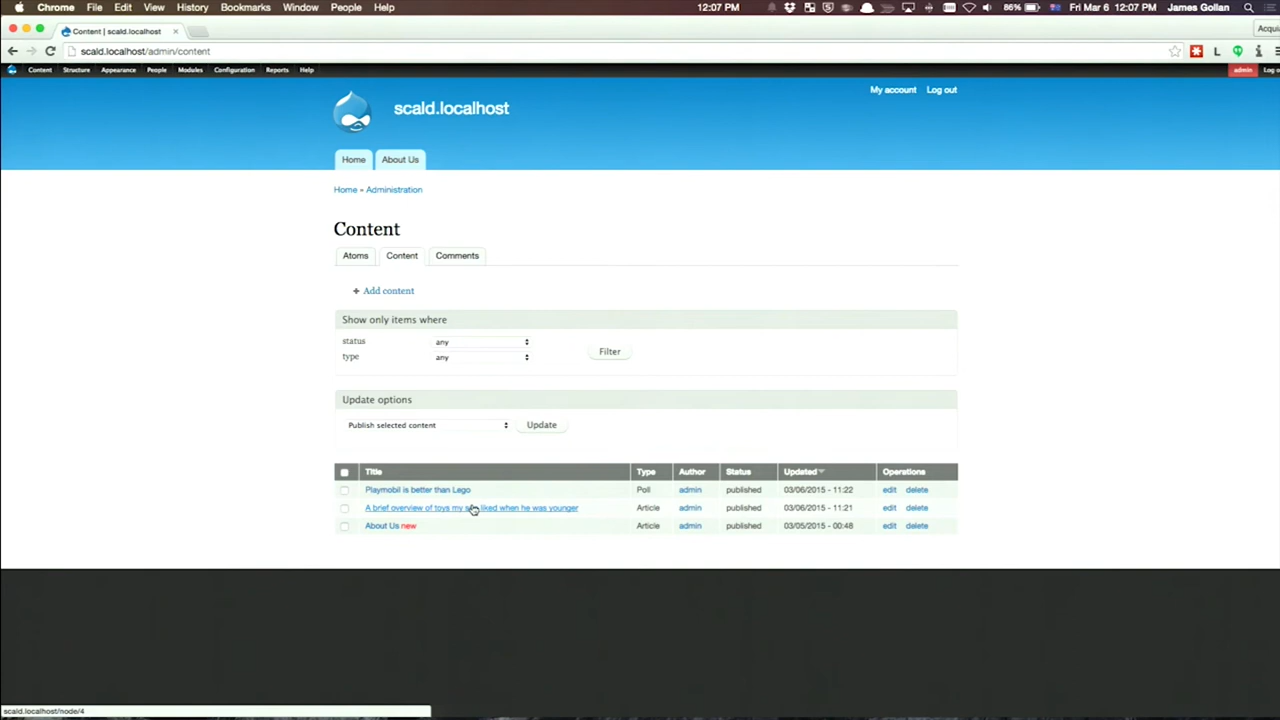 Chrome File Edit View History Bookmarks Window People Help 12:07 PM 86% Fri Mar 6 12:07 PM James Gollan
Content | scald.localhost
Acquia
scald.localhost/admin/content
Content Structure Appearance People Modules Configuration Reports Help admin Log o
My account Log out
scald.localhost
Home About Us
Home » Administration
Content
Atoms Content Comments
+ Add content
Show only items where
status any
type any
Filter
Update options
Publish selected content Update
Title Type Author Status Updated Operations
Playmobil is better than Lego Poll admin published 03/06/2015 - 11:22 edit delete
A brief overview of toys my liked when he was younger Article admin published 03/06/2015 - 11:21 edit delete
About Us new Article admin published 03/05/2015 - 00:48 edit delete
scald.localhost/node/4